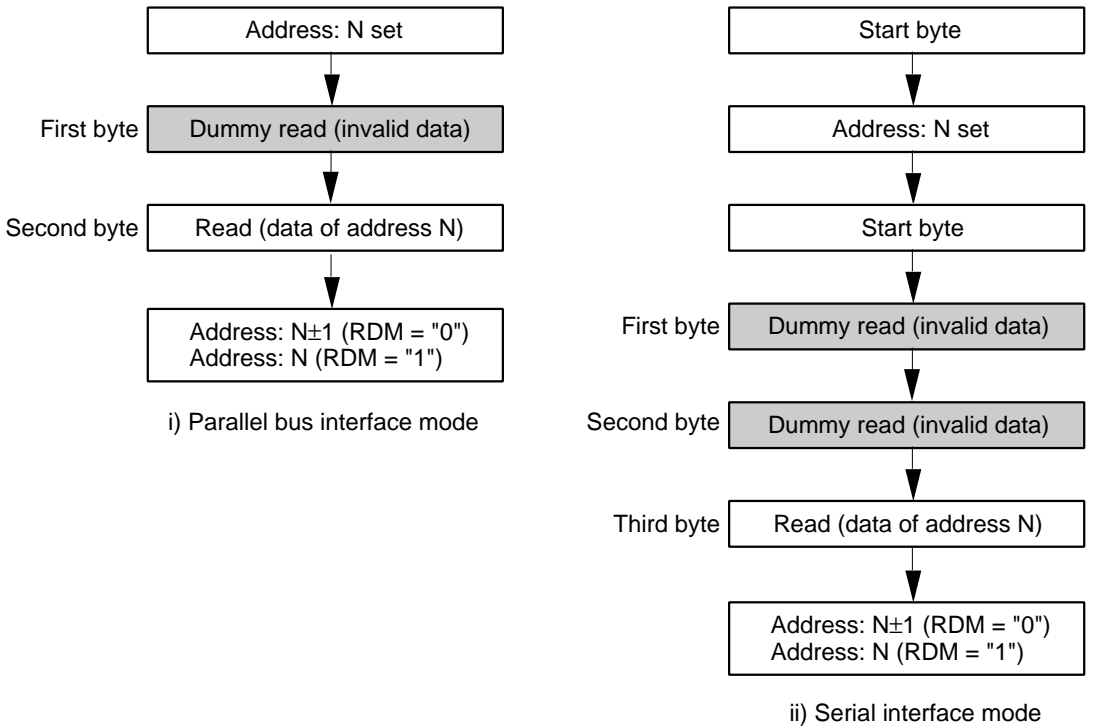 Address: N set
First byte Dummy read (invalid data)
Second byte Read (data of address N)
Address: N±1 (RDM = "0")
Address: N (RDM = "1")
i) Parallel bus interface mode
Start byte
Address: N set
Start byte
First byte Dummy read (invalid data)
Second byte Dummy read (invalid data)
Third byte Read (data of address N)
Address: N±1 (RDM = "0")
Address: N (RDM = "1")
ii) Serial interface mode